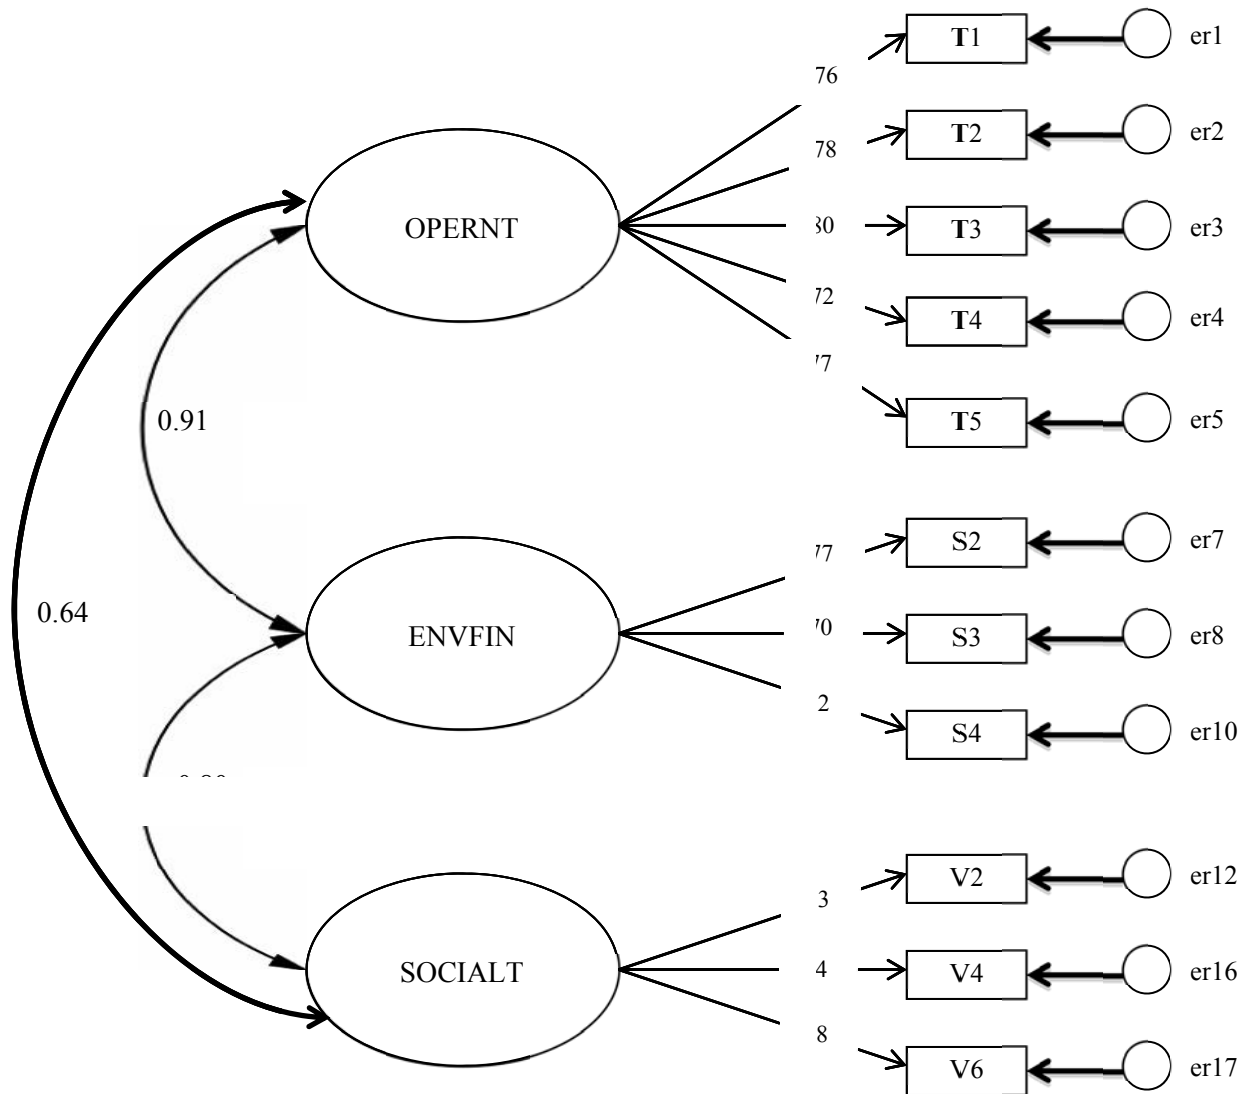 T1
er1
76
T2
er2
78
OPERNT
T3
er3
80
T4
er4
72
77
T5
er5
0.91
S2
er7
77
0.64
ENVFIN
70
S3
er8
2
S4
er10
V2
er12
3
SOCIALT
4
V4
er16
8
V6
er17